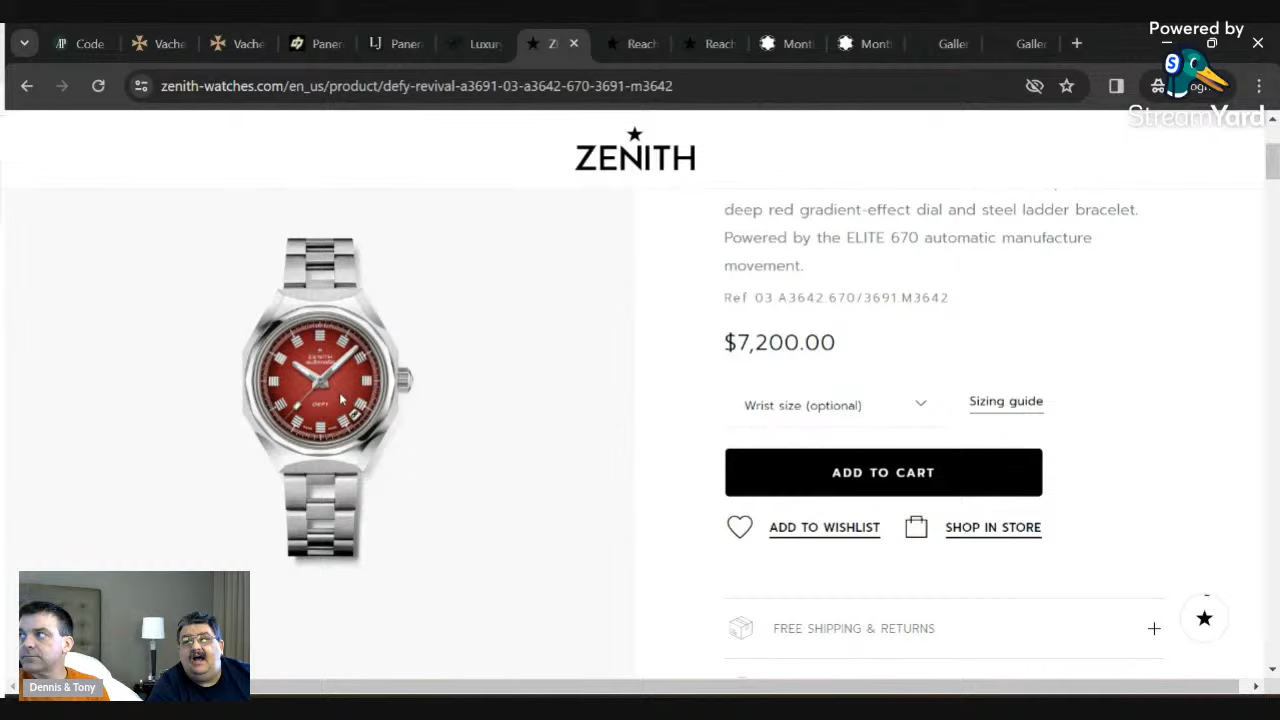 Powered by
StreamYard
Code
Vache
Vache
Paner
IJ Paner
Luxury
Reach
Reach
Mont
Mont
Galler
Galler
zenith-watches.com/en_us/product/defy-revival-a3691-03-a3642-670-3691-m3642
ZENITH
deep red gradient-effect dial and steel ladder bracelet.
Powered by the ELITE 670 automatic manufacture
movement.
Ref 03 A3642.670/3691.M3642
$7,200.00
Wrist size (optional)
Sizing guide
ADD TO CART
ADD TO WISHLIST
SHOP IN STORE
FREE SHIPPING & RETURNS
ZENITH
automatic
DEFY
Dennis & Tony